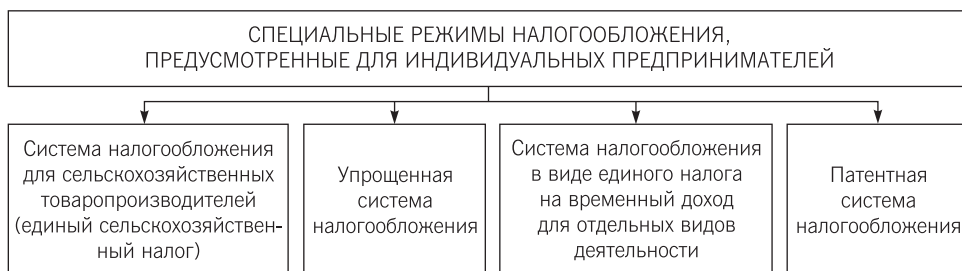 СПЕЦИАЛЬНЫЕ РЕЖИМЫ НАЛОГООБЛОЖЕНИЯ,
ПРЕДУСМОТРЕННЫЕ ДЛЯ ИНДИВИДУАЛЬНЫХ ПРЕДПРИНИМАТЕЛЕЙ
Система налогообложения
для сельскохозяйственных
товаропроизводителей
(единый сельскохозяйствен-
ный налог)
Упрощенная
система
налогообложения
Система налогообложения
в виде единого налога
на временный доход
для отдельных видов
деятельности
Патентная
система
налогообложения